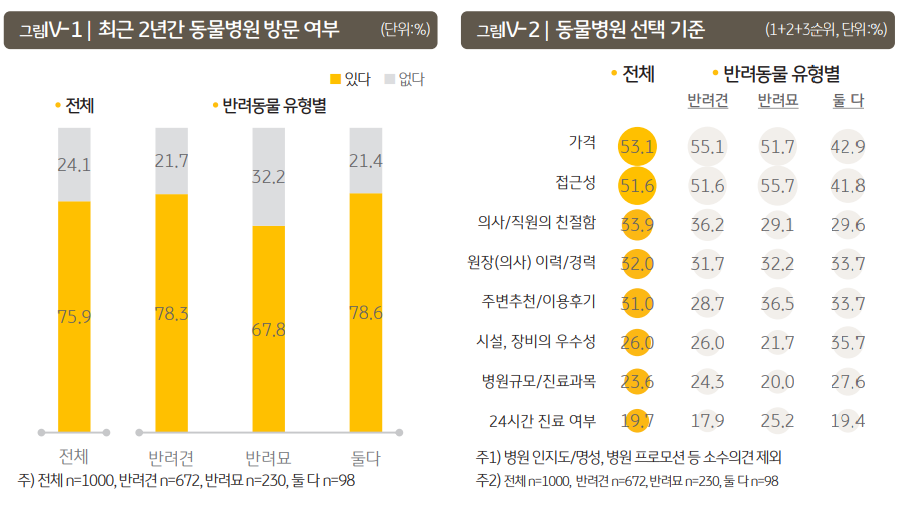 그림Ⅳ-1 | 최근 2년간 동물병원 방문 여부 (단위:%)
있다 없다
• 전체 • 반려동물 유형별
24.1 21.7 32.2 21.4
75.9 78.3 67.8 78.6
전체 반려견 반려묘 둘다
주) 전체 n=1000, 반려견 n=672, 반려묘 n=230, 둘 다 n=98
그림Ⅳ-2 | 동물병원 선택 기준 (1+2+3순위, 단위:%)
• 전체 • 반려동물 유형별
반려견 반려묘 둘 다
가격 53.1 55.1 51.7 42.9
접근성 51.6 51.6 55.7 41.8
의사/직원의 친절함 33.9 36.2 29.1 29.6
원장(의사) 이력/경력 32.0 31.7 32.2 33.7
주변추천/이용후기 31.0 28.7 36.5 33.7
시설, 장비의 우수성 26.0 26.0 21.7 35.7
병원규모/진료과목 23.6 24.3 20.0 27.6
24시간 진료 여부 19.7 17.9 25.2 19.4
주1) 병원 인지도/명성, 병원 프로모션 등 소수의견 제외
주2) 전체 n=1000, 반려견 n=672, 반려묘 n=230, 둘 다 n=98